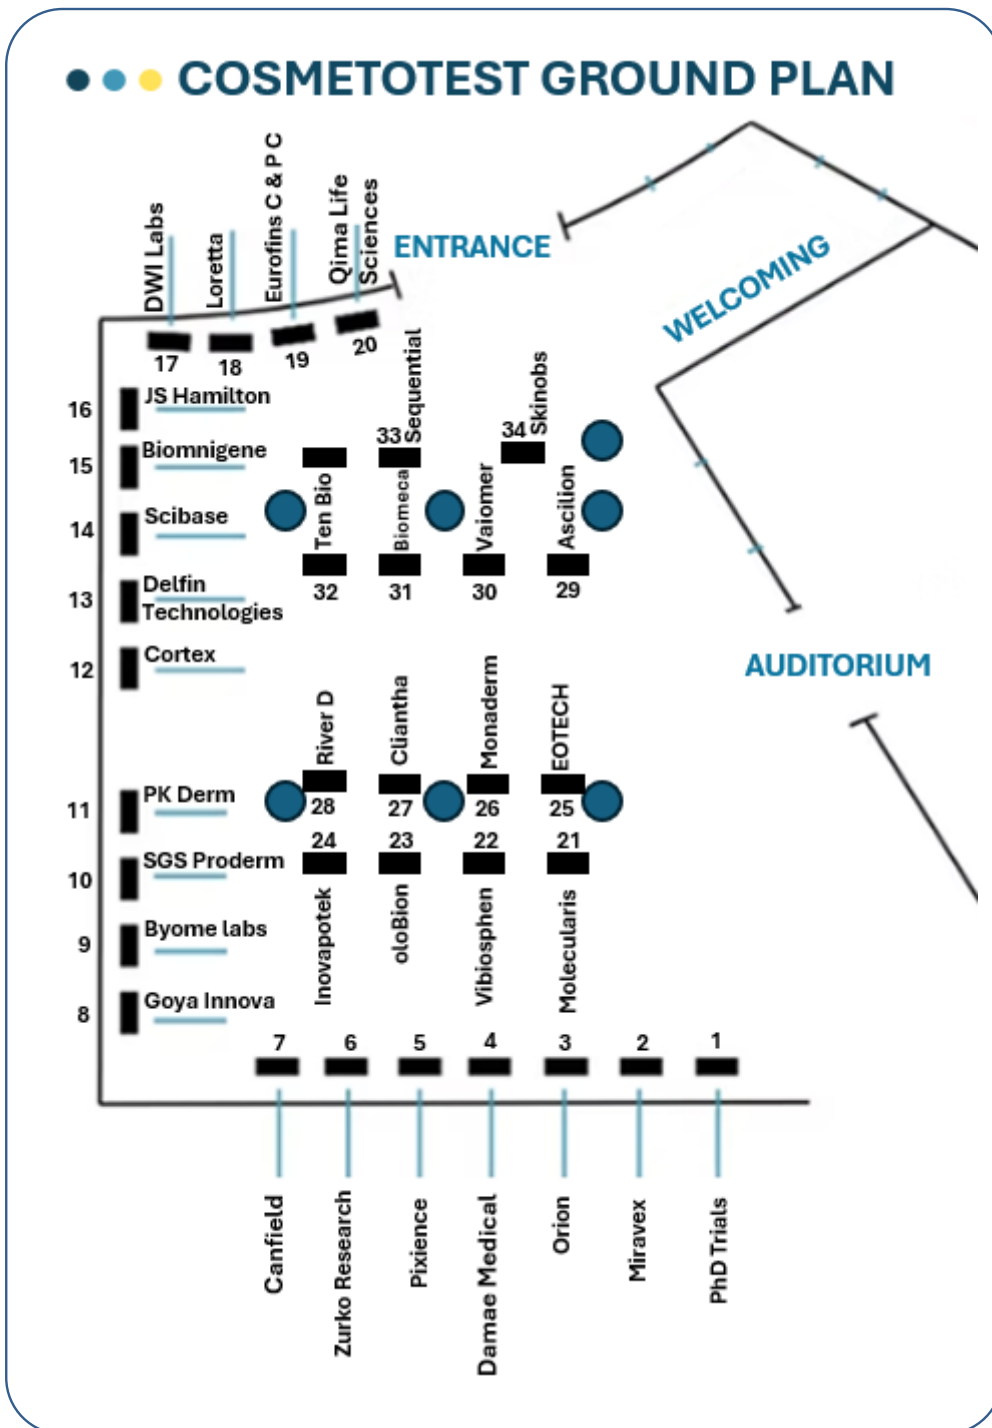 COSMETOTEST GROUND PLAN
DWI Labs
Loretta
Eurofins C & P C
Qima Life
Sciences
ENTRANCE
WELCOMING
17
18
19
20
16
JS Hamilton
15
Biomnigene
14
Scibase
13
Delfin
Technologies
12
Cortex
33
Sequential
34
Skinobs
Ten Bio
Biomeca
Vaiomer
Ascilion
32
31
30
29
AUDITORIUM
River D
Cliantha
Monaderm
EOTECH
28
27
26
25
24
23
22
21
Inovapotek
oloBion
Vibiosphen
Molecularis
11
PK Derm
10
SGS Proderm
9
Byome labs
8
Goya Innova
7
6
5
4
3
2
1
Canfield
Zurko Research
Pixience
Damae Medical
Orion
Miravex
PhD Trials